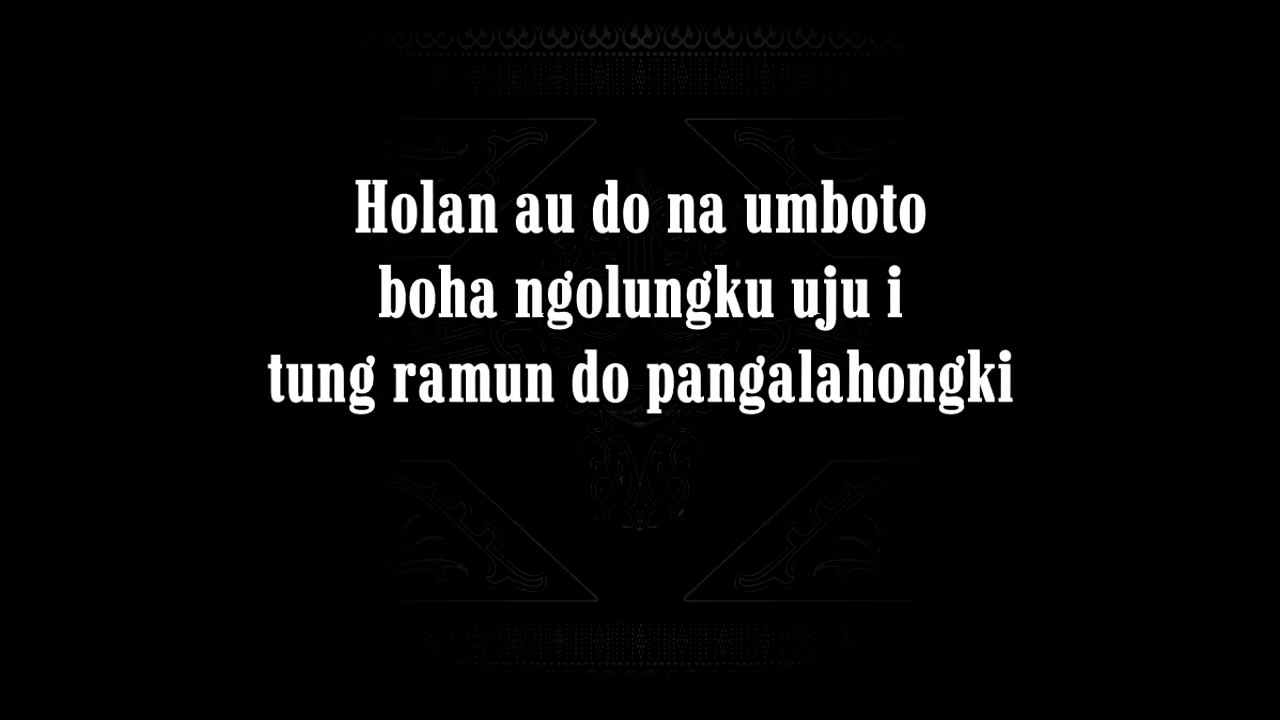 Holan au do na umboto
boha ngolungku uju i
tung ramun do pangalahongki